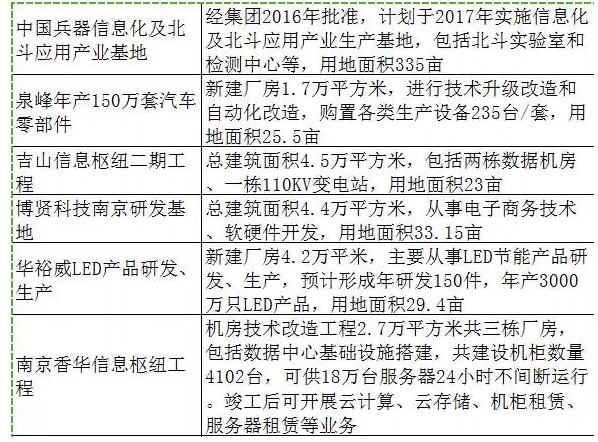 中国兵器信息化及北
斗应用产业基地
经集团2016年批准，计划于2017年实施信息化
及北斗应用产业生产基地，包括北斗实验室和
检测中心等，用地面积335亩
泉峰年产150万套汽车
零部件
新建厂房1.7万平方米，进行技术升级改造和
自动化改造，购置各类生产设备235台/套，用
地面积25.5亩
吉山信息枢纽二期工
程
总建筑面积4.5万平方米，包括两栋数据机房
、一栋110KV变电站，用地面积23亩
博贤科技南京研发基
地
总建筑面积4.4万平方米，从事电子商务技术
、软硬件开发，用地面积33.15亩
华裕威LED产品研发、
生产
新建厂房4.2万平米，主要从事LED节能产品研
发、生产，预计形成年研发150件，年产3000
万只LED产品，用地面积29.4亩
南京香华信息枢纽工
程
机房技术改造工程2.7万平方米共三栋厂房，
包括数据中心基础设施搭建，共建设机柜数量
4102台，可供18万台服务器24小时不间断运行
。竣工后可开展云计算、云存储、机柜租赁、
服务器租赁等业务